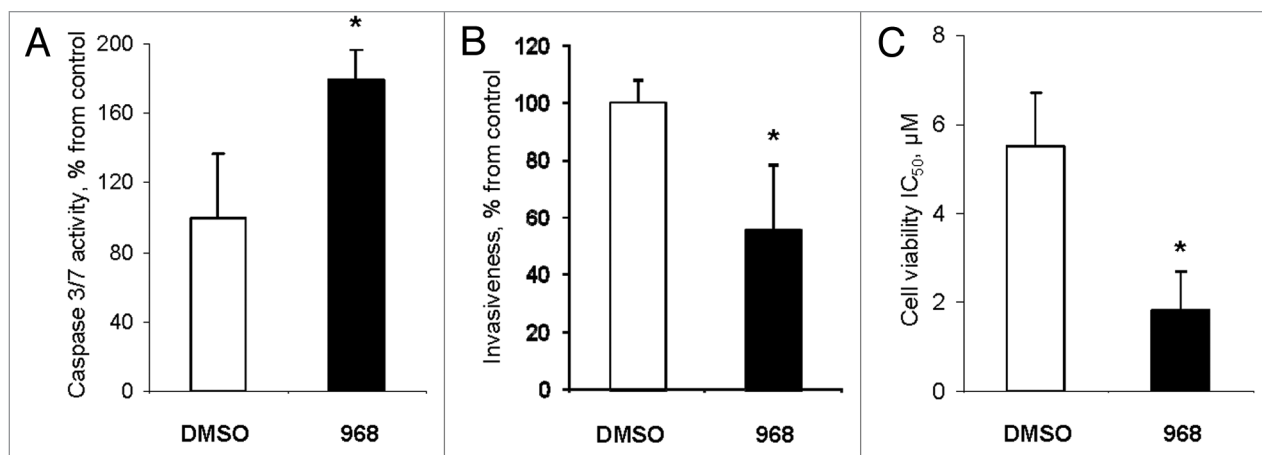 A
Caspase 3/7 activity, % from control
200
160
120
80
40
0
*
DMSO 968
B
Invasiveness, % from control
120
100
80
60
40
20
0
*
DMSO 968
C
Cell viability IC₅₀, µM
8
6
4
2
0
*
DMSO 968